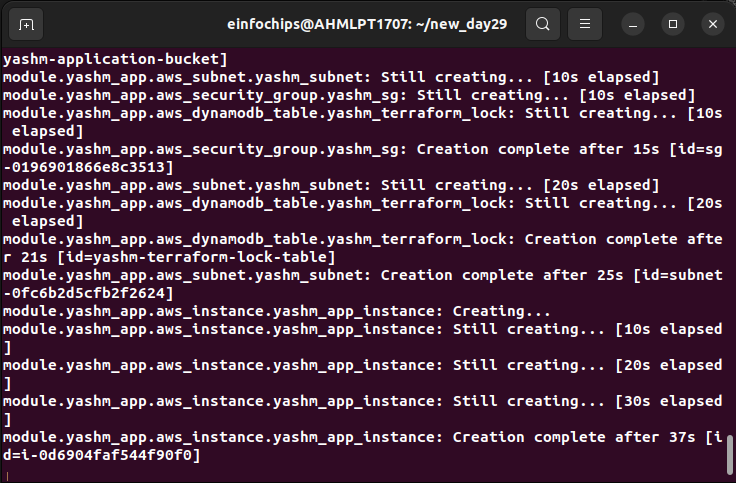 einfochips@AHMLPT1707: ~/new_day29
yashm-application-bucket]
module.yashm_app.aws_subnet.yashm_subnet: Still creating... [10s elapsed]
module.yashm_app.aws_security_group.yashm_sg: Still creating... [10s elapsed]
module.yashm_app.aws_dynamodb_table.yashm_terraform_lock: Still creating... [10s
 elapsed]
module.yashm_app.aws_security_group.yashm_sg: Creation complete after 15s [id=sg
-0196901866e8c3513]
module.yashm_app.aws_subnet.yashm_subnet: Still creating... [20s elapsed]
module.yashm_app.aws_dynamodb_table.yashm_terraform_lock: Still creating... [20s
 elapsed]
module.yashm_app.aws_dynamodb_table.yashm_terraform_lock: Creation complete afte
r 21s [id=yashm-terraform-lock-table]
module.yashm_app.aws_subnet.yashm_subnet: Creation complete after 25s [id=subnet
-0fc6b2d5cfb2f2624]
module.yashm_app.aws_instance.yashm_app_instance: Creating...
module.yashm_app.aws_instance.yashm_app_instance: Still creating... [10s elapsed
]
module.yashm_app.aws_instance.yashm_app_instance: Still creating... [20s elapsed
]
module.yashm_app.aws_instance.yashm_app_instance: Still creating... [30s elapsed
]
module.yashm_app.aws_instance.yashm_app_instance: Creation complete after 37s [i
d=i-0d6904faf544f90f0]